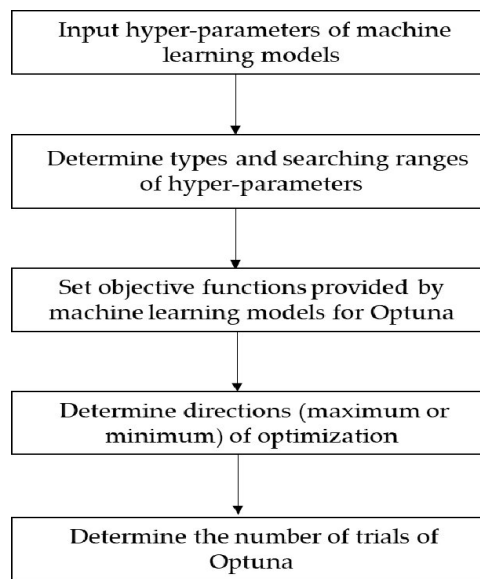 Input hyper-parameters of machine
learning models
Determine types and searching ranges
of hyper-parameters
Set objective functions provided by
machine learning models for Optuna
Determine directions (maximum or
minimum) of optimization
Determine the number of trials of
Optuna